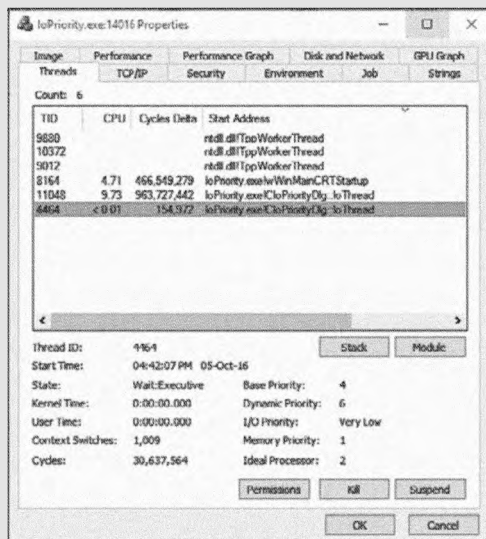 IoPriority.exe:14016 Properties
Image Performance Performance Graph Disk and Network GPU Graph
Threads TCP/IP Security Environment Job Strings
Count: 6
TID CPU Cycles Delta Start Address
9880 ntdll.dll!TppWorkerThread
10372 ntdll.dll!TppWorkerThread
9012 ntdll.dll!TppWorkerThread
8164 4.71 466,549,279 IoPriority.exe!wWinMainCRTStartup
11048 9.73 963,727,442 IoPriority.exe!CIoPriorityDlg::IoThread
4464 < 0.01 154,972 IoPriority.exe!CIoPriorityDlg::IoThread
Thread ID: 4464 Stack Module
Start Time: 04:42:07 PM 05-Oct-16
State: Wait:Executive Base Priority: 4
Kernel Time: 0:00:00.000 Dynamic Priority: 6
User Time: 0:00:00.000 I/O Priority: Very Low
Context Switches: 1,009 Memory Priority: 1
Cycles: 30,637,564 Ideal Processor: 2
Permissions Kill Suspend
OK Cancel